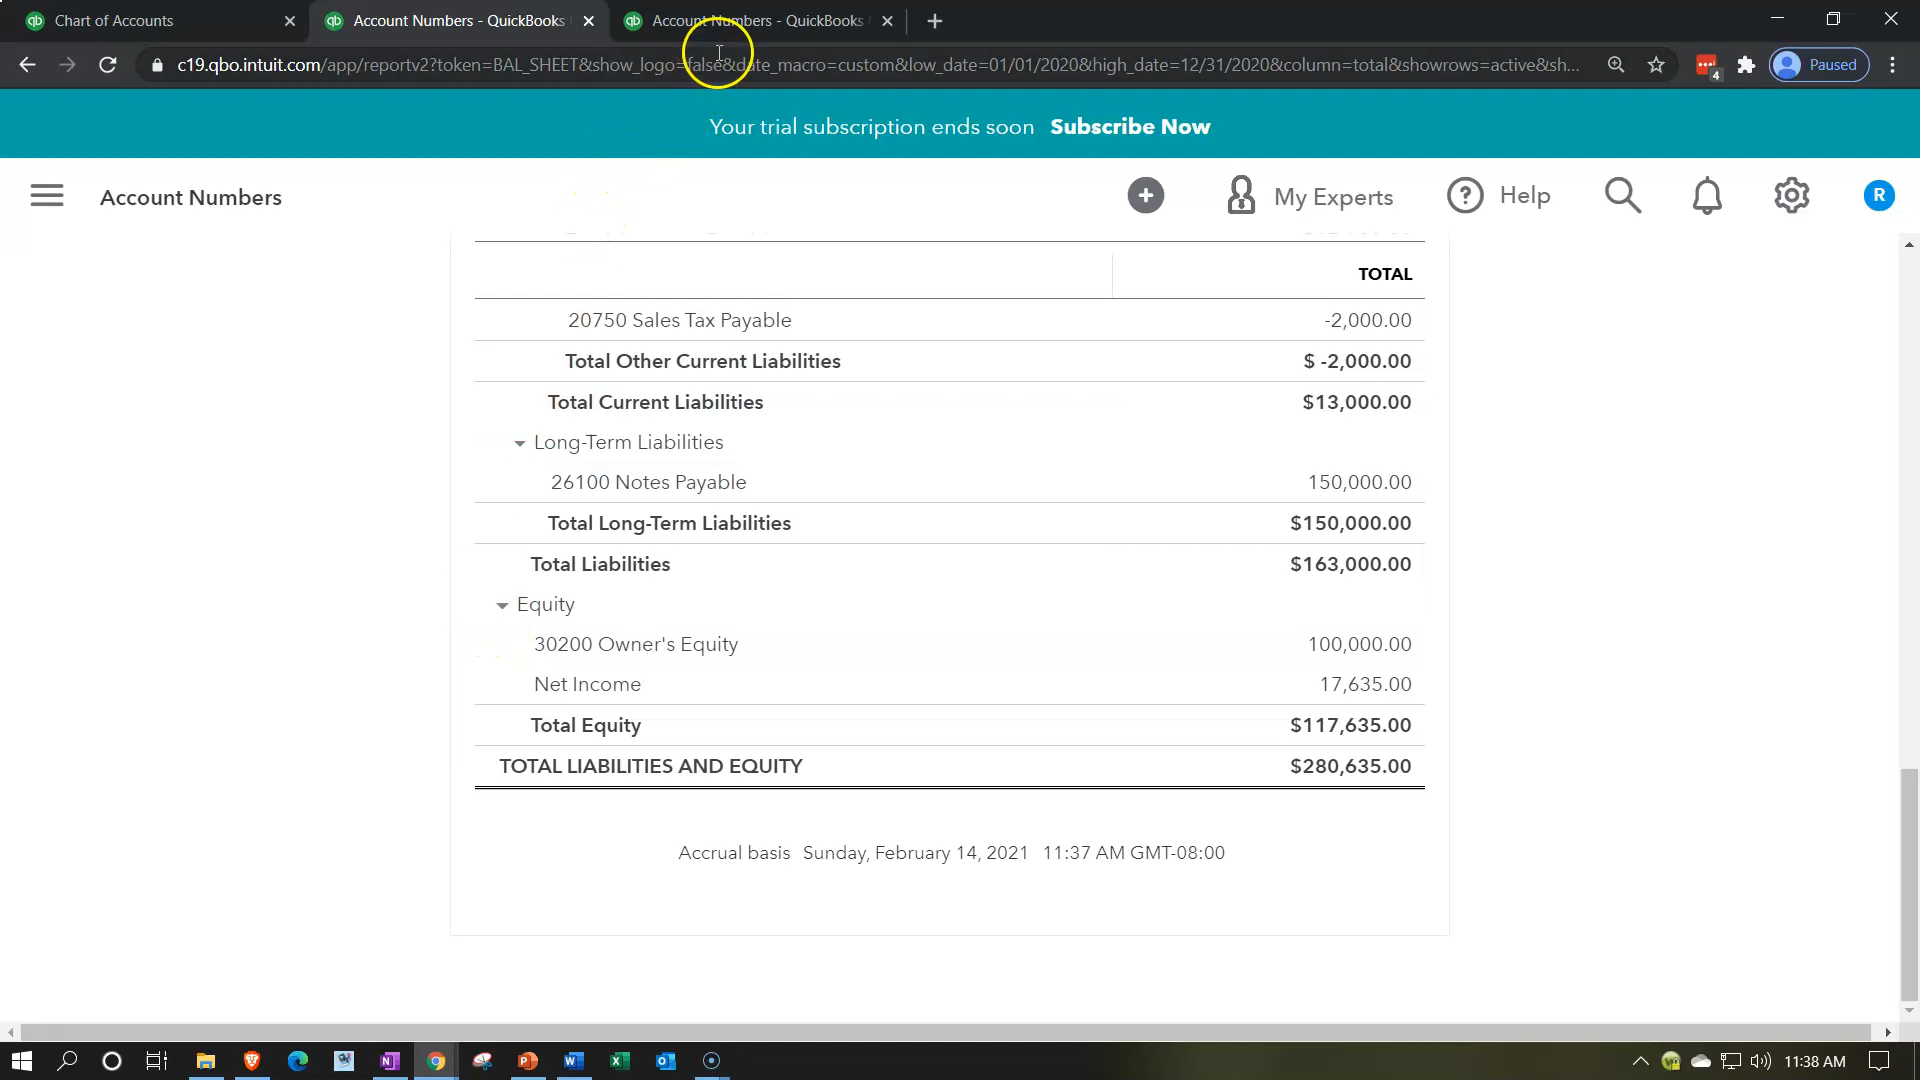 Chart of Accounts
Account Numbers - QuickBooks
Account Numbers - QuickBooks
c19.qbo.intuit.com/app/reportv2?token=BAL_SHEET&show_logo=false&date_macro=custom&low_date=01/01/2020&high_date=12/31/2020&column=total&showrows=active&sh...
4
Paused
Your trial subscription ends soon Subscribe Now
Account Numbers
My Experts
Help
R
TOTAL
20750 Sales Tax Payable -2,000.00
Total Other Current Liabilities $ -2,000.00
Total Current Liabilities $13,000.00
Long-Term Liabilities
26100 Notes Payable 150,000.00
Total Long-Term Liabilities $150,000.00
Total Liabilities $163,000.00
Equity
30200 Owner's Equity 100,000.00
Net Income 17,635.00
Total Equity $117,635.00
TOTAL LIABILITIES AND EQUITY $280,635.00
Accrual basis Sunday, February 14, 2021 11:37 AM GMT-08:00
11:38 AM